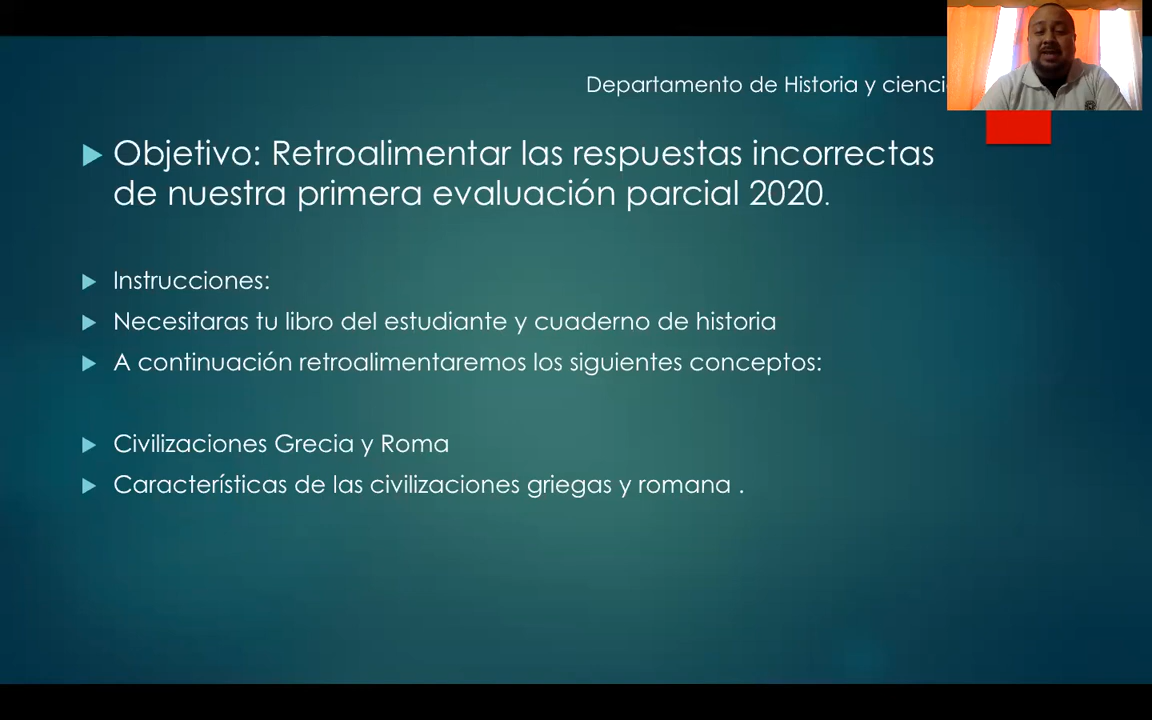 Departamento de Historia y
Objetivo: Retroalimentar las respuestas incorrectas
de nuestra primera evaluación parcial 2020.
Instrucciones:
Necesitaras tu libro del estudiante y cuaderno de historia
A continuación retroalimentaremos los siguientes conceptos:
Civilizaciones Grecia y Roma
Características de las civilizaciones griegas y romana .